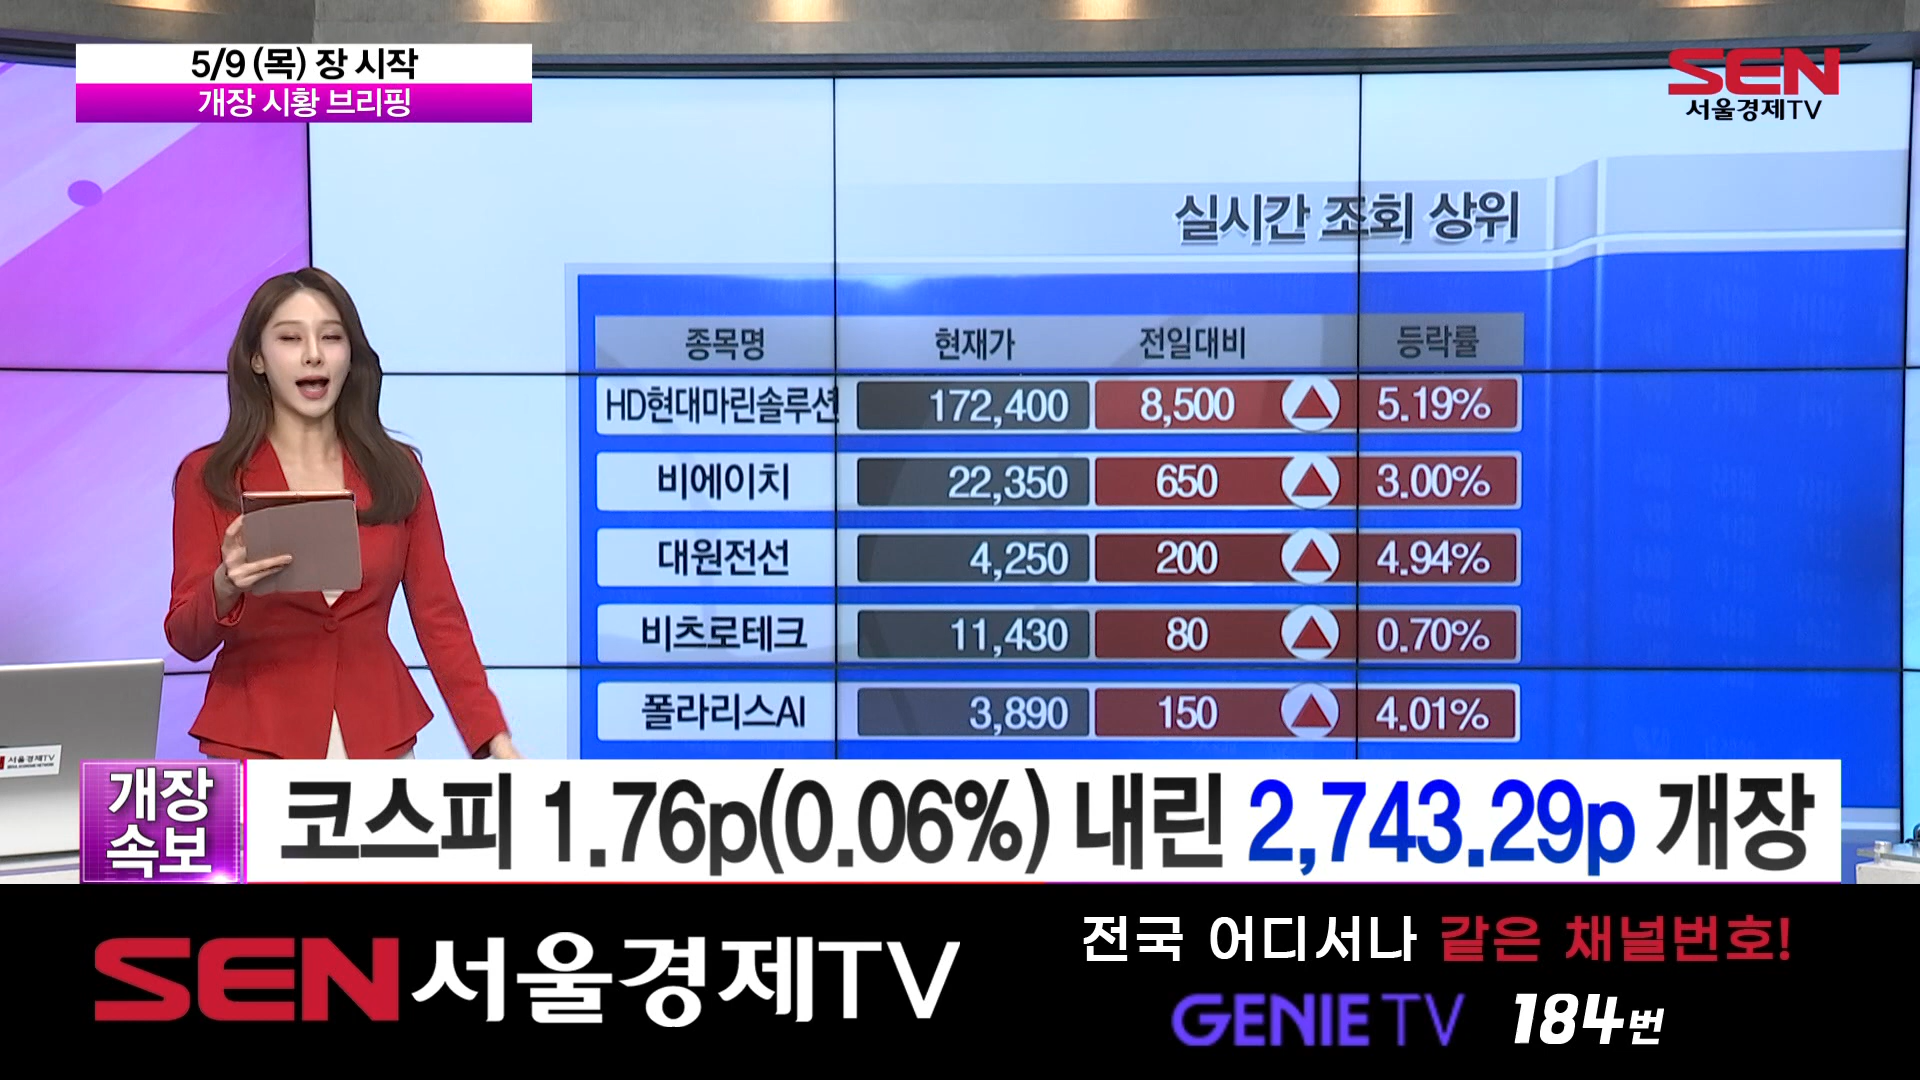 5/9 (목) 장 시작
개장 시황 브리핑
SEN
서울경제TV
실시간 조회 상위
종목명 현재가 전일대비 등락률
HD현대마린솔루션 172,400 8,500 ▲ 5.19%
비에이치 22,350 650 ▲ 3.00%
대원전선 4,250 200 ▲ 4.94%
비츠로테크 11,430 80 ▲ 0.70%
폴라리스AI 3,890 150 ▲ 4.01%
서울경제TV
개장
속보
코스피 1.76p(0.06%) 내린 2,743.29p 개장
SEN서울경제TV
전국 어디서나 같은 채널번호!
GENIE TV 184번